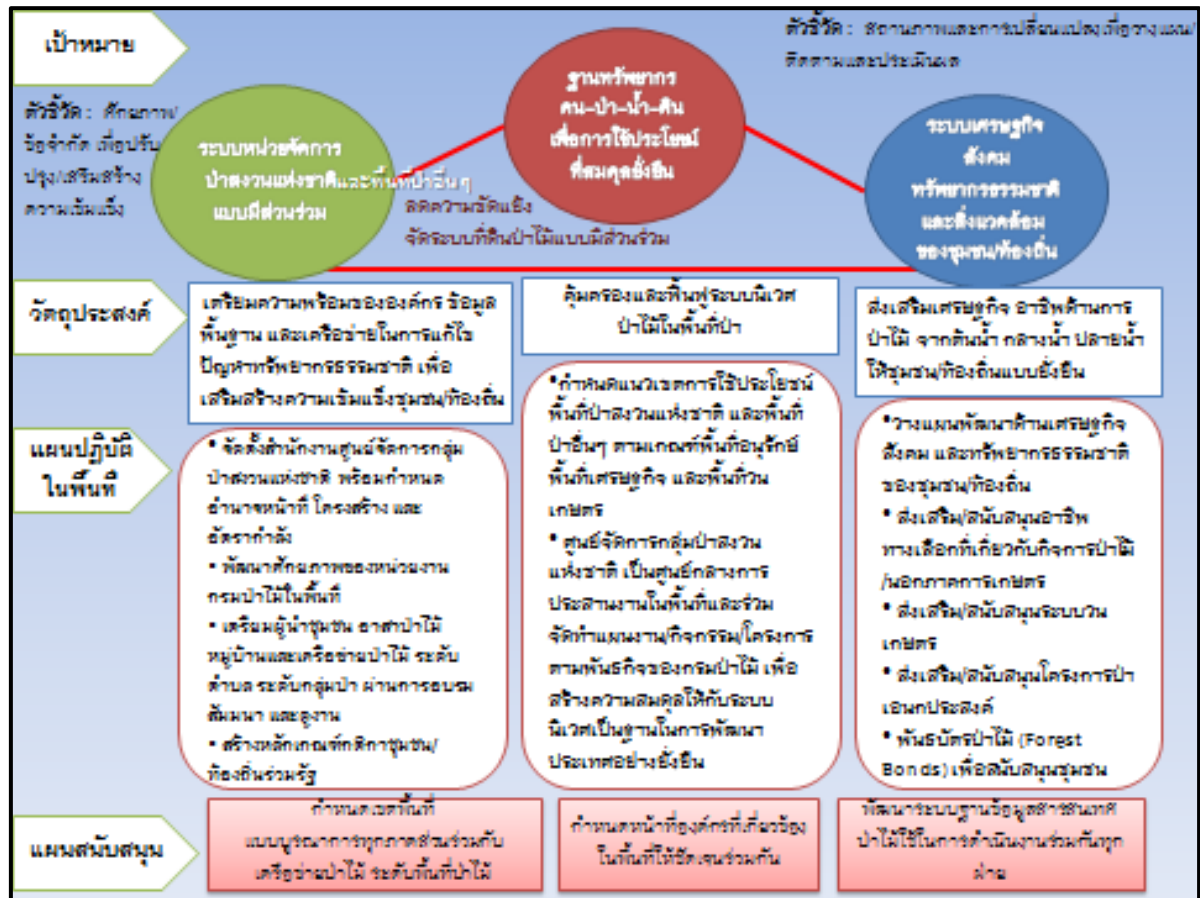 เป้าหมาย
ตัวชี้วัด : ศักยภาพ/
ข้อจำกัด เพื่อปรับ
ปรุง/เสริมสร้าง
ความเข้มแข็ง
ระบบหน่วยจัดการ
ป่าสงวนแห่งชาติและพื้นที่ป่าอื่นๆ
แบบมีส่วนร่วม
ฐานทรัพยากร
คน-ป่า-น้ำ-ดิน
เพื่อการใช้ประโยชน์
ที่สมดุลยั่งยืน
ลดความขัดแย้ง
จัดระบบที่ดินป่าไม้แบบมีส่วนร่วม
ตัวชี้วัด : สถานภาพและการเปลี่ยนแปลงเพื่อวางแผน/
ติดตามและประเมินผล
ระบบเศรษฐกิจ
สังคม
ทรัพยากรธรรมชาติ
และสิ่งแวดล้อม
ของชุมชน/ท้องถิ่น
วัตถุประสงค์
เตรียมความพร้อมขององค์กร ข้อมูล
พื้นฐาน และเครือข่ายในการแก้ไข
ปัญหาทรัพยากรธรรมชาติ เพื่อ
เสริมสร้างความเข้มแข็งชุมชน/ท้องถิ่น
คุ้มครองและฟื้นฟูระบบนิเวศ
ป่าไม้ในพื้นที่ป่า
ส่งเสริมเศรษฐกิจ อาชีพด้านการ
ป่าไม้ จากต้นน้ำ กลางน้ำ ปลายน้ำ
ให้ชุมชน/ท้องถิ่นแบบยั่งยืน
แผนปฏิบัติ
ในพื้นที่
• จัดตั้งสำนักงานศูนย์จัดการกลุ่ม
ป่าสงวนแห่งชาติ พร้อมกำหนด
อำนาจหน้าที่ โครงสร้าง และ
อัตรากำลัง
• พัฒนาศักยภาพของหน่วยงาน
กรมป่าไม้ในพื้นที่
• เตรียมผู้นำชุมชน อาสาป่าไม้
หมู่บ้านและเครือข่ายป่าไม้ ระดับ
ตำบล ระดับกลุ่มป่า ผ่านการอบรม
สัมมนา และดูงาน
• สร้างหลักเกณฑ์กติกาชุมชน/
ท้องถิ่นร่วมรัฐ
•กำหนดแนวเขตการใช้ประโยชน์
พื้นที่ป่าสงวนแห่งชาติ และพื้นที่
ป่าอื่นๆ ตามเกณฑ์พื้นที่อนุรักษ์
พื้นที่เศรษฐกิจ และพื้นที่วน
เกษตร
• ศูนย์จัดการกลุ่มป่าสงวน
แห่งชาติ เป็นศูนย์กลางการ
ประสานงานในพื้นที่และร่วม
จัดทำแผนงาน/กิจกรรม/โครงการ
ตามพันธกิจของกรมป่าไม้ เพื่อ
สร้างความสมดุลให้กับระบบ
นิเวศเป็นฐานในการพัฒนา
ประเทศอย่างยั่งยืน
•วางแผนพัฒนาด้านเศรษฐกิจ
สังคม และทรัพยากรธรรมชาติ
ของชุมชน/ท้องถิ่น
• ส่งเสริม/สนับสนุนอาชีพ
ทางเลือกที่เกี่ยวกับกิจการป่าไม้
/นอกภาคการเกษตร
• ส่งเสริม/สนับสนุนระบบวน
เกษตร
• ส่งเสริม/สนับสนุนโครงการป่า
เอนกประสงค์
• พันธบัตรป่าไม้ (Forest
Bonds) เพื่อสนับสนุนชุมชน
แผนสนับสนุน
กำหนดเขตพื้นที่
แบบบูรณาการทุกภาคส่วนร่วมกับ
เครือข่ายป่าไม้ ระดับพื้นที่ป่าไม้
กำหนดหน้าที่องค์กรที่เกี่ยวข้อง
ในพื้นที่ให้ชัดเจนร่วมกัน
พัฒนาระบบฐานข้อมูลสารสนเทศ
ป่าไม้ใช้ในการดำเนินงานร่วมกันทุก
ฝ่าย